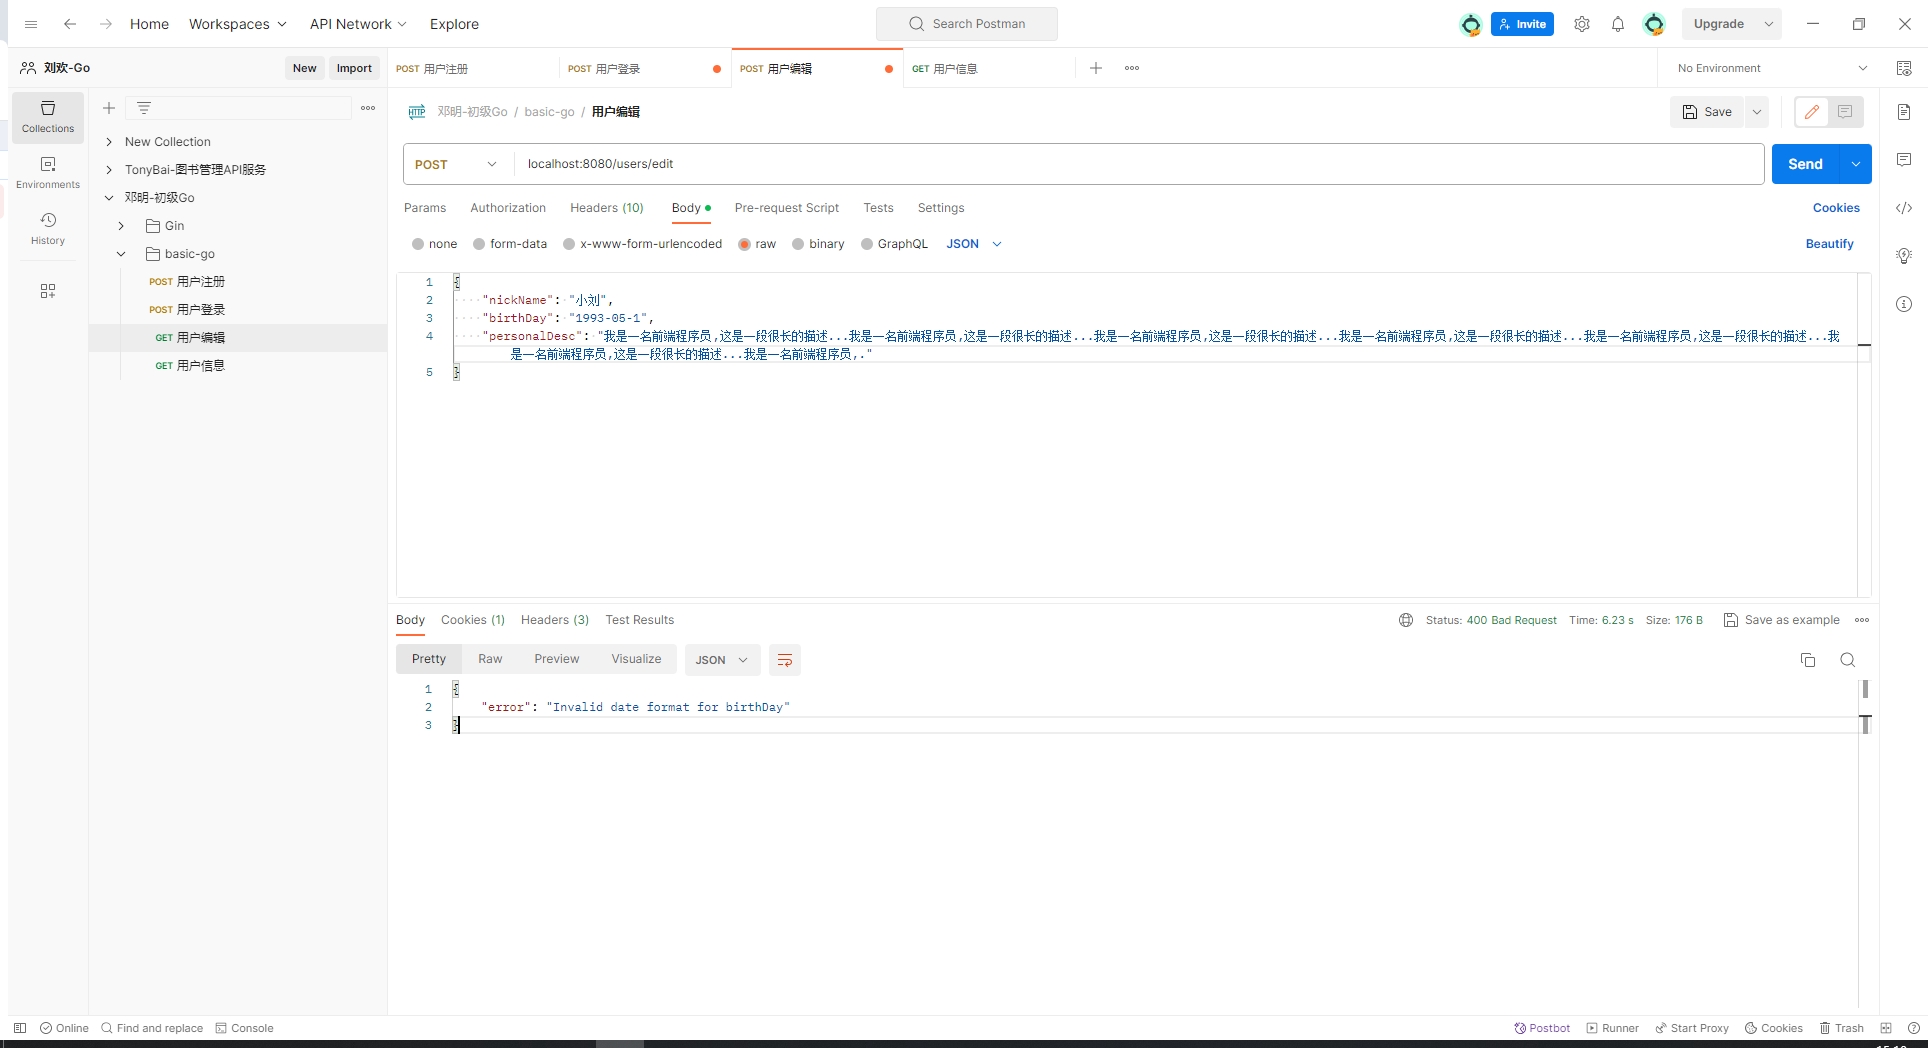 Home Workspaces API Network Explore Search Postman Invite Upgrade
刘欢-Go New Import POST 用户注册 POST 用户登录 POST 用户编辑 GET 用户信息 No Environment
Collections
Environments
History
New Collection
TonyBai-图书管理API服务
邓明-初级Go
Gin
basic-go
POST 用户注册
POST 用户登录
GET 用户编辑
GET 用户信息
HTTP 邓明-初级Go / basic-go / 用户编辑 Save
POST localhost:8080/users/edit Send
Params Authorization Headers (10) Body Pre-request Script Tests Settings Cookies
none form-data x-www-form-urlencoded raw binary GraphQL JSON Beautify
1 {
2 "nickName": "小刘",
3 "birthDay": "1993-05-1",
4 "personalDesc": "我是一名前端程序员,这是一段很长的描述...我是一名前端程序员,这是一段很长的描述...我是一名前端程序员,这是一段很长的描述...我是一名前端程序员,这是一段很长的描述...我是一名前端程序员,这是一段很长的描述...我
是一名前端程序员,这是一段很长的描述...我是一名前端程序员,."
5 }
Body Cookies (1) Headers (3) Test Results Status: 400 Bad Request Time: 6.23 s Size: 176 B Save as example
Pretty Raw Preview Visualize JSON
1 {
2 "error": "Invalid date format for birthDay"
3 }
Online Find and replace Console Postbot Runner Start Proxy Cookies Trash